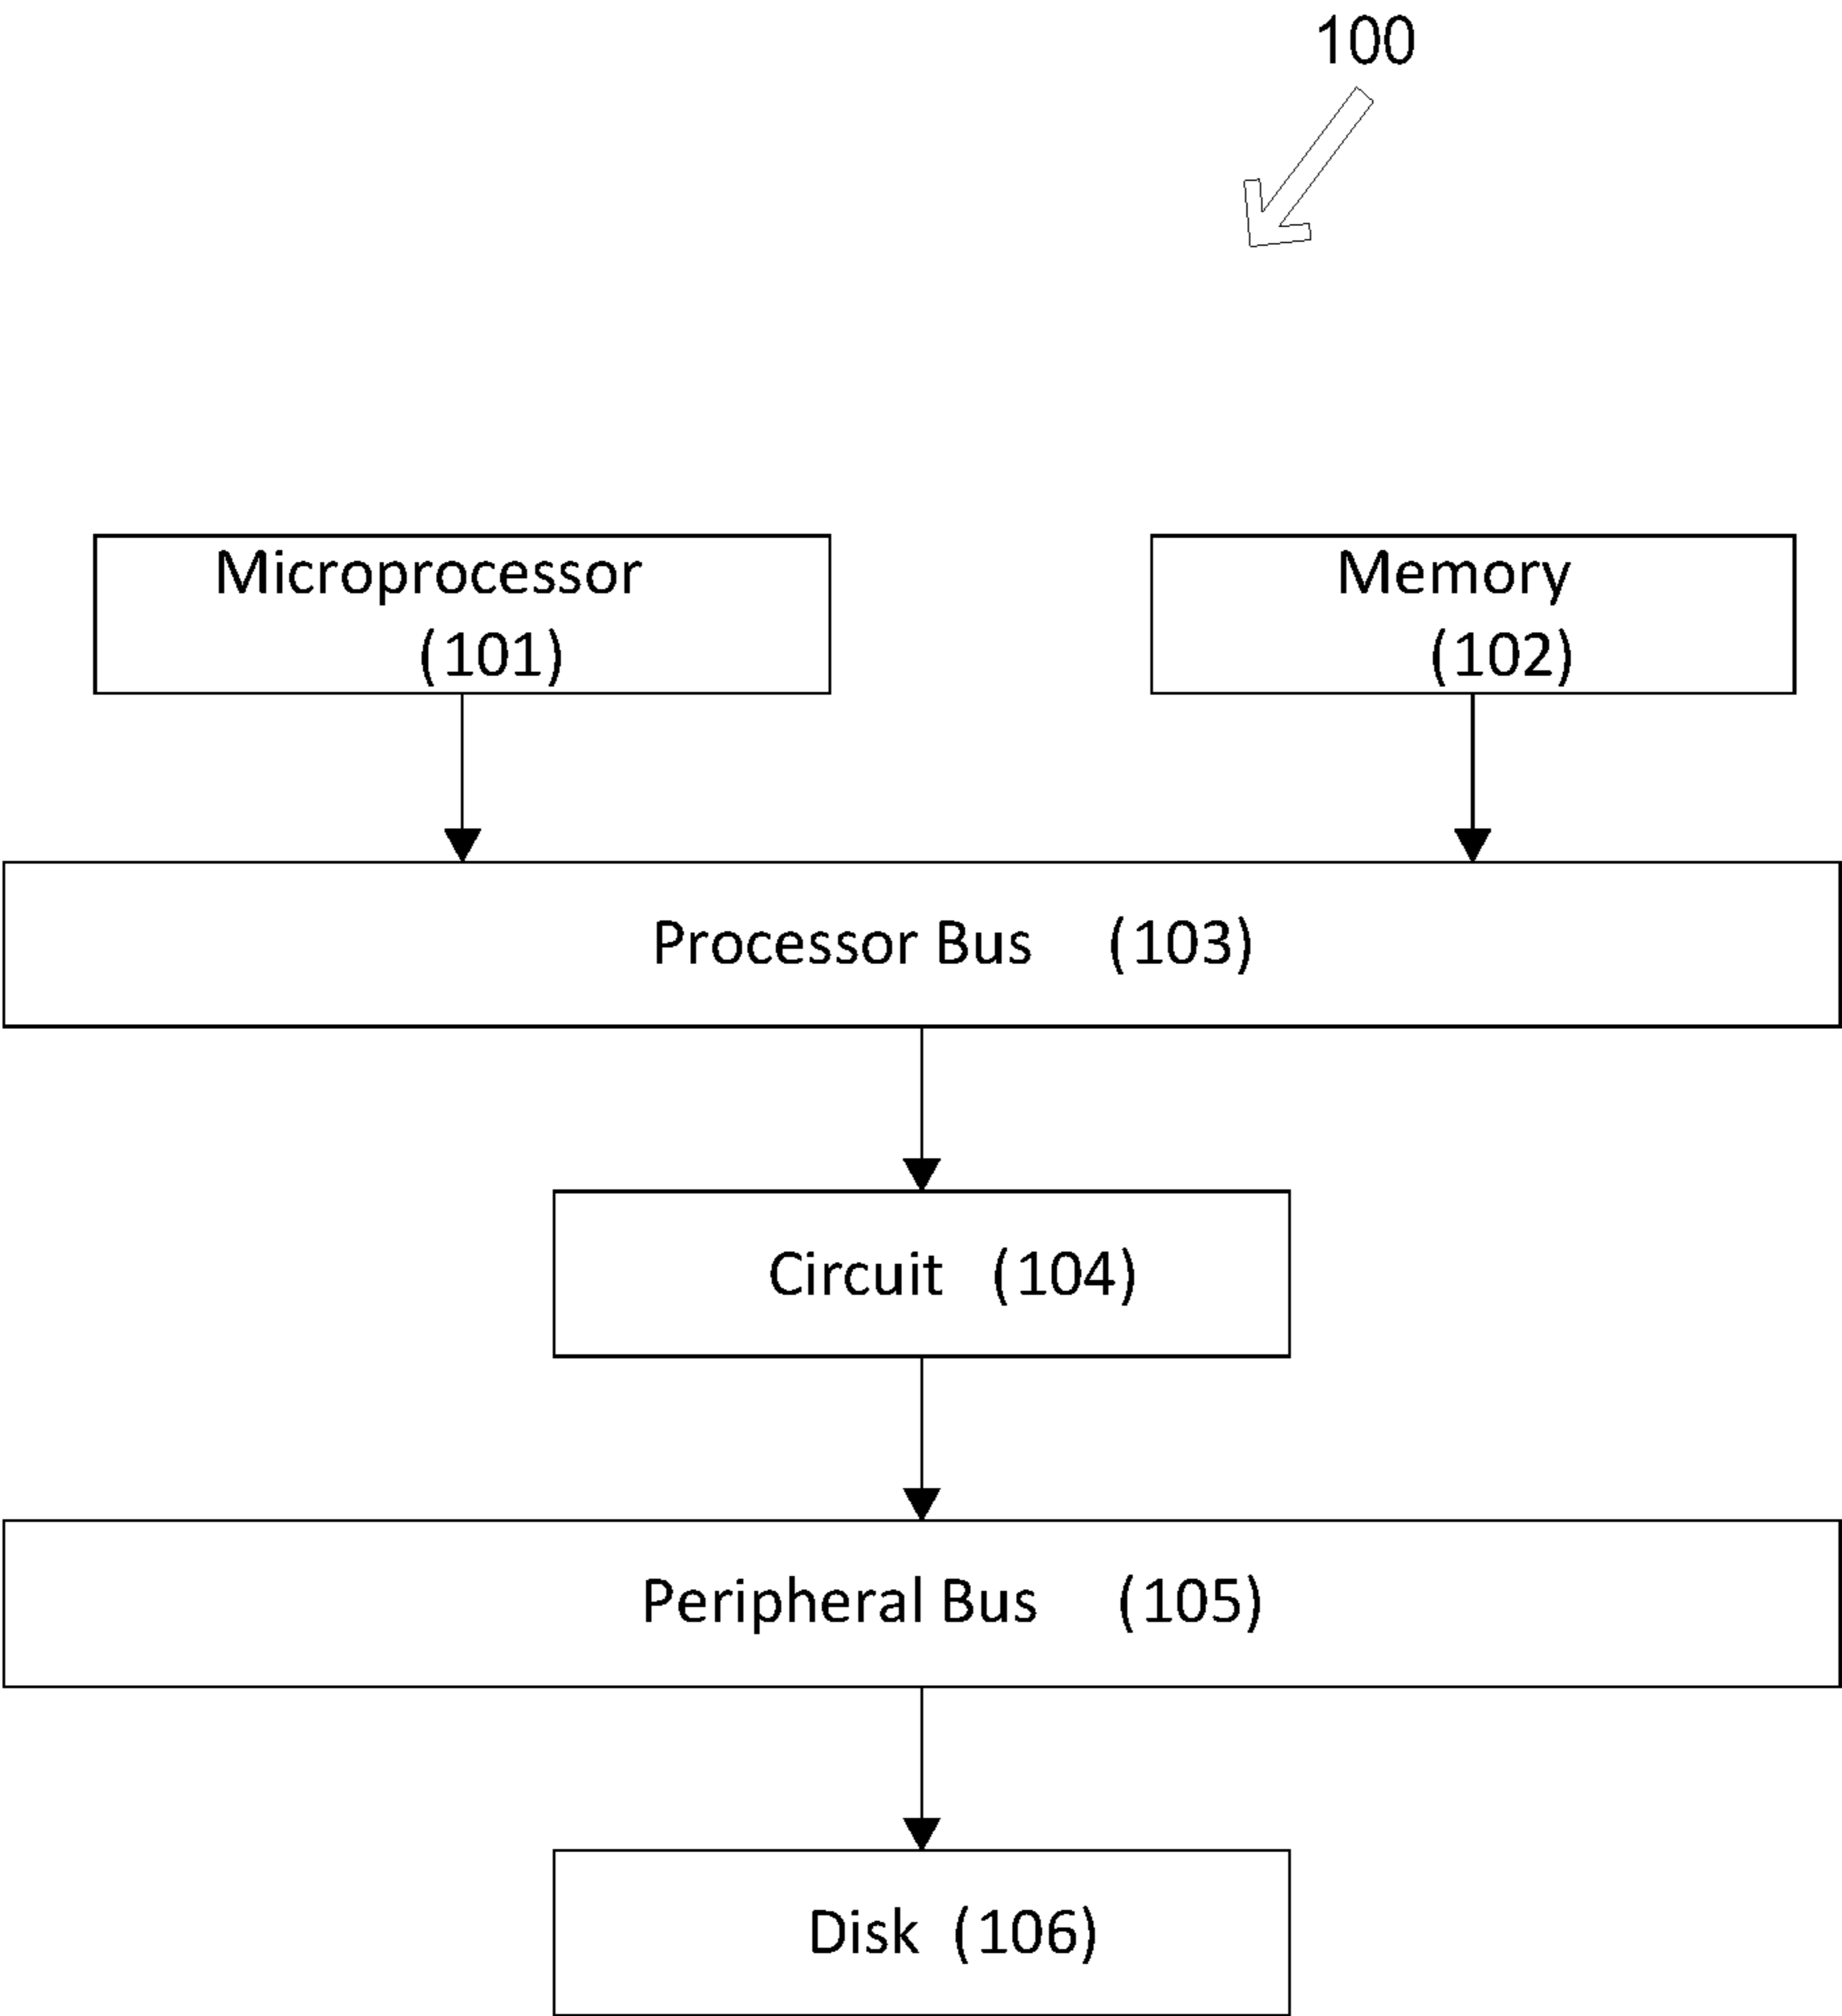 100
Microprocessor
(101)
Memory
(102)
Processor Bus (103)
Circuit (104)
Peripheral Bus (105)
Disk (106)